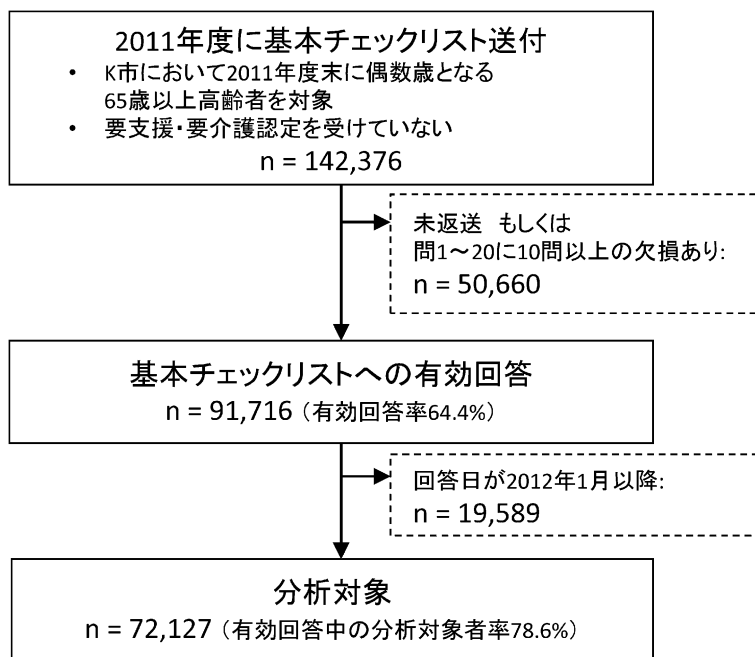 2011年度に基本チェックリスト送付
• K市において2011年度末に偶数歳となる
65歳以上高齢者を対象
• 要支援・要介護認定を受けていない
n = 142,376
未返送 もしくは
問1～20に10問以上の欠損あり:
n = 50,660
基本チェックリストへの有効回答
n = 91,716（有効回答率64.4%）
回答日が2012年1月以降:
n = 19,589
分析対象
n = 72,127（有効回答中の分析対象者率78.6%）